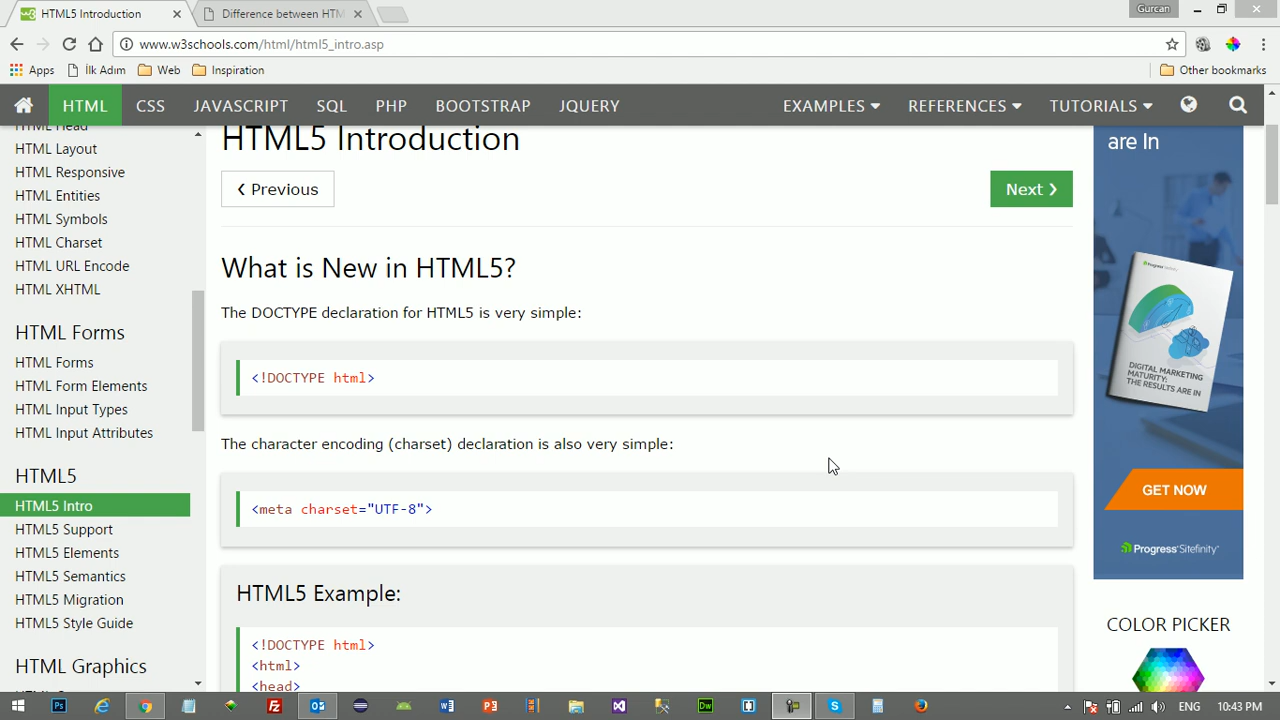 HTML5 Introduction
Difference between HTM
Gurcan
www.w3schools.com/html/html5_intro.asp
Apps
İlk Adım
Web
Inspiration
Other bookmarks
HTML
CSS
JAVASCRIPT
SQL
PHP
BOOTSTRAP
JQUERY
EXAMPLES
REFERENCES
TUTORIALS
HTML Head
HTML Layout
HTML Responsive
HTML Entities
HTML Symbols
HTML Charset
HTML URL Encode
HTML XHTML
HTML Forms
HTML Forms
HTML Form Elements
HTML Input Types
HTML Input Attributes
HTML5
HTML5 Intro
HTML5 Support
HTML5 Elements
HTML5 Semantics
HTML5 Migration
HTML5 Style Guide
HTML Graphics
HTML5 Introduction
❮ Previous
Next ❯
What is New in HTML5?
The DOCTYPE declaration for HTML5 is very simple:
<!DOCTYPE html>
The character encoding (charset) declaration is also very simple:
<meta charset="UTF-8">
HTML5 Example:
<!DOCTYPE html>
<html>
<head>
are In
Progress Sitefinity
DIGITAL MARKETING
MATURITY:
THE RESULTS ARE IN
GET NOW
Progress Sitefinity
COLOR PICKER
Ps
Dw
ENG
10:43 PM